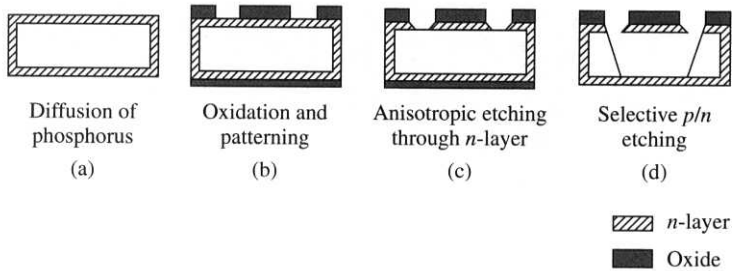 Diffusion of
phosphorus
(a)
Oxidation and
patterning
(b)
Anisotropic etching
through n-layer
(c)
Selective p/n
etching
(d)
n-layer
Oxide